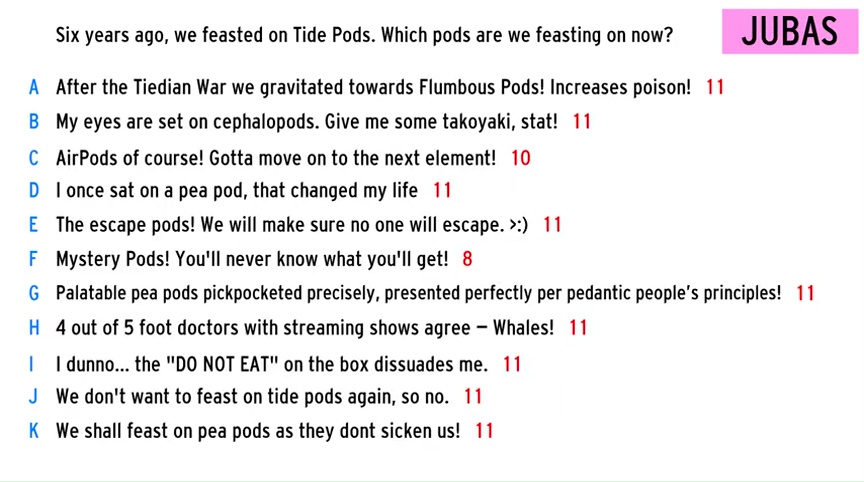 Six years ago, we feasted on Tide Pods. Which pods are we feasting on now?
JUBAS
A After the Tiedian War we gravitated towards Flumbous Pods! Increases poison! 11
B My eyes are set on cephalopods. Give me some takoyaki, stat! 11
C AirPods of course! Gotta move on to the next element! 10
D I once sat on a pea pod, that changed my life 11
E The escape pods! We will make sure no one will escape. >:) 11
F Mystery Pods! You'll never know what you'll get! 8
G Palatable pea pods pickpocketed precisely, presented perfectly per pedantic people's principles! 11
H 4 out of 5 foot doctors with streaming shows agree – Whales! 11
I I dunno... the "DO NOT EAT" on the box dissuades me. 11
J We don't want to feast on tide pods again, so no. 11
K We shall feast on pea pods as they dont sicken us! 11